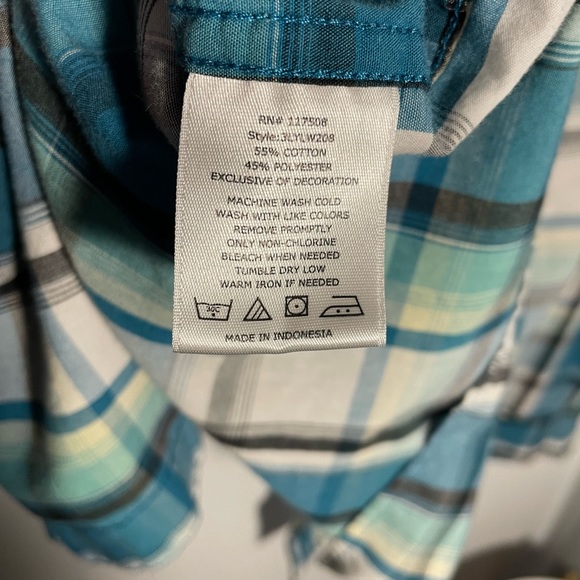 RN# 117508
Style:3LYLW208
55% COTTON
45% POLYESTER
EXCLUSIVE OF DECORATION
MACHINE WASH COLD
WASH WITH LIKE COLORS
REMOVE PROMPTLY
ONLY NON-CHLORINE
BLEACH WHEN NEEDED
TUMBLE DRY LOW
WARM IRON IF NEEDED
MADE IN INDONESIA